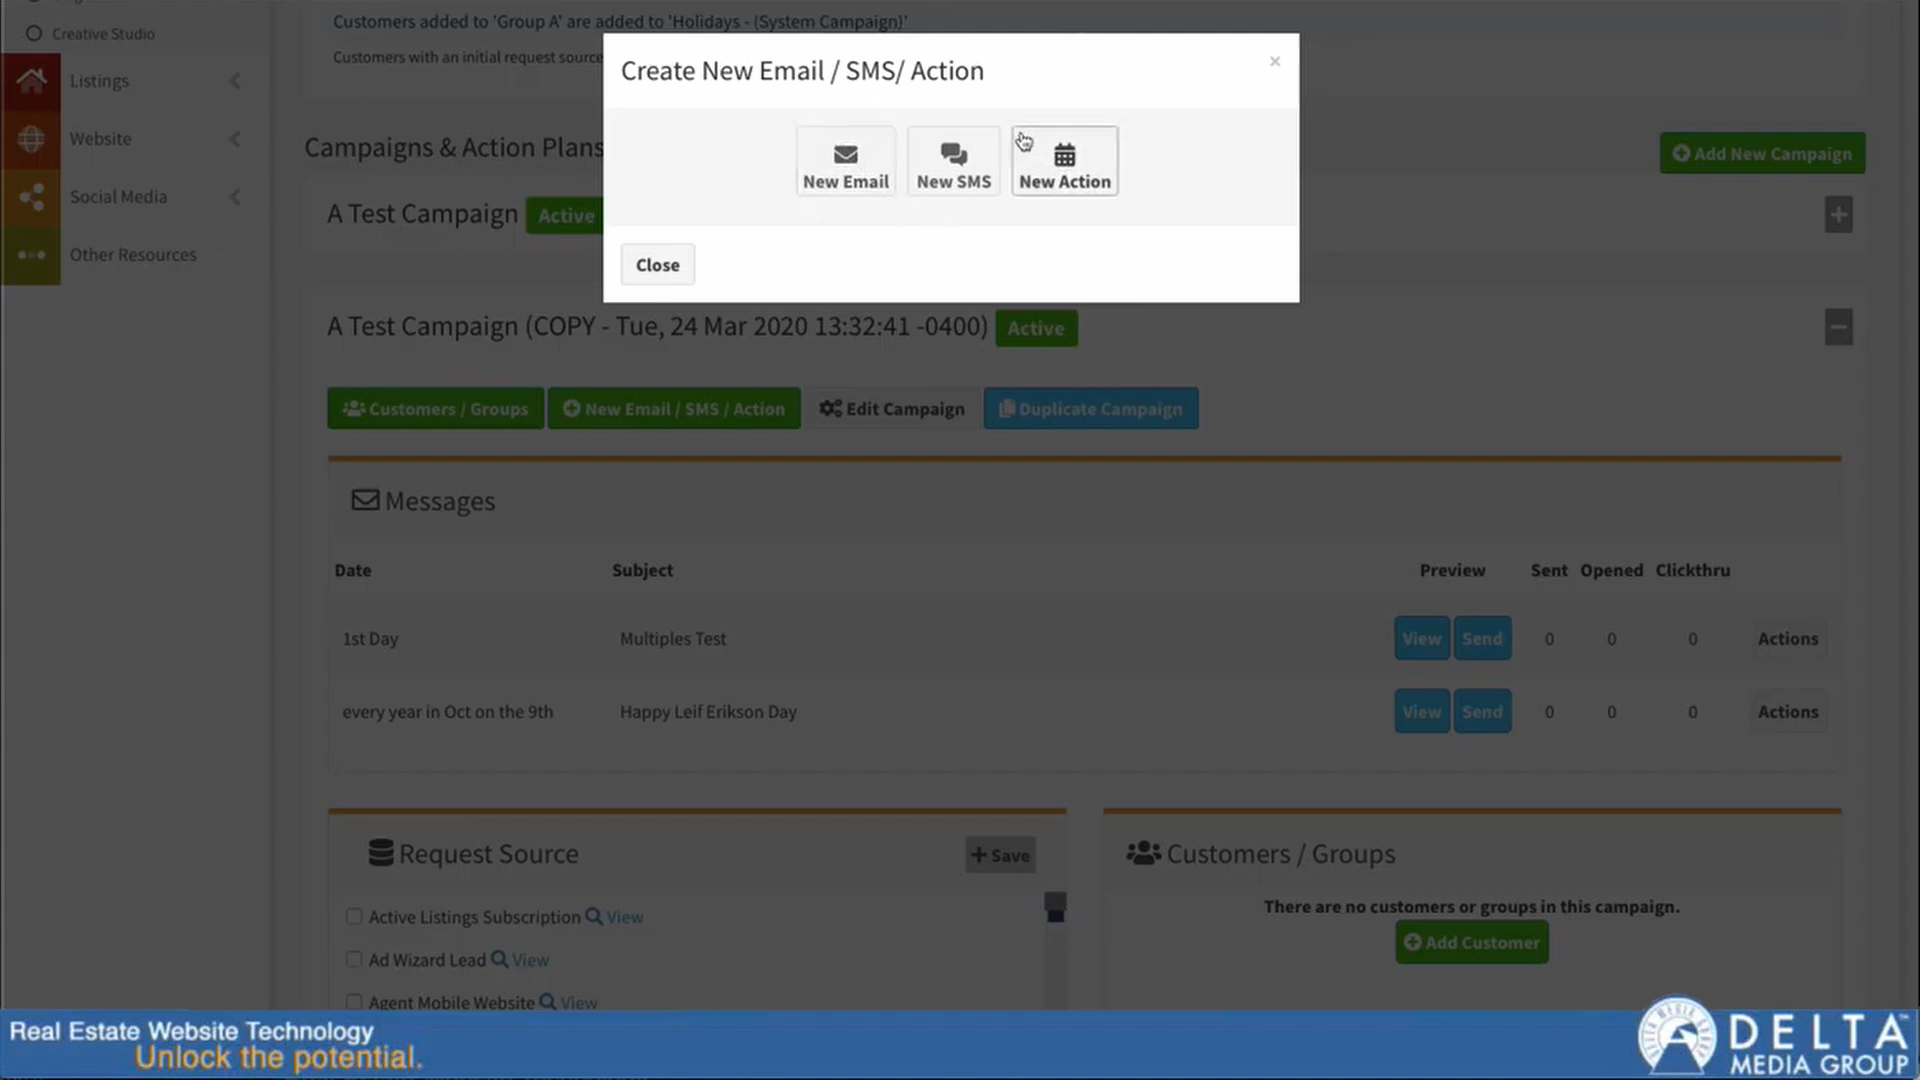 Customers added to 'Group A' are added to 'Holidays - (System Campaign)'
Creative Studio
Customers with an initial request source
Create New Email / SMS/ Action
×
Listings
New Email
New SMS
New Action
Website
Campaigns & Action Plans
Add New Campaign
Social Media
A Test Campaign
Active
Other Resources
Close
A Test Campaign (COPY - Tue, 24 Mar 2020 13:32:41 -0400)
Active
Customers / Groups
New Email / SMS / Action
Edit Campaign
Duplicate Campaign
Messages
Date Subject Preview Sent Opened Clickthru
1st Day Multiples Test View Send 0 0 0 Actions
every year in Oct on the 9th Happy Leif Erikson Day View Send 0 0 0 Actions
Request Source
+ Save
Active Listings Subscription View
Ad Wizard Lead View
Agent Mobile Website View
Customers / Groups
There are no customers or groups in this campaign.
Add Customer
Real Estate Website Technology
Unlock the potential.
DELTA
MEDIA GROUP